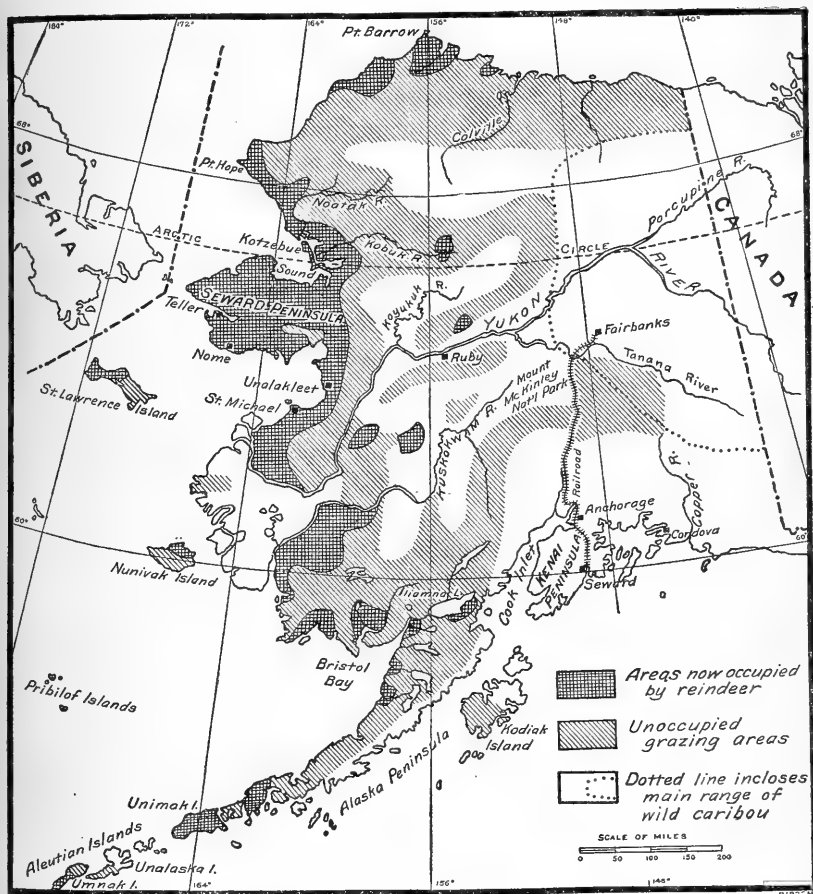 180°
172°
164°
156°
148°
140°
Pt. Barrow
68°
Colville R.
68°
SIBERIA
Pt. Hope
Noatak R.
Porcupine R.
CANADA
ARCTIC
CIRCLE
Kotzebue
Sound
Kobuk R.
RIVER
SEWARD PENINSULA
Koyukuk
R.
YUKON
Teller
Fairbanks
Nome
Ruby
Tanana River
Unalakleet
Mount
McKinley
Nat'l Park
St. Lawrence
Island
St. Michael
KUSKOKWIM R.
Railroad
Copper R.
60°
Anchorage
Cordova
60°
Nunivak Island
Cook Inlet
KENAI
PENINSULA
Seward
Iliamna L.
Bristol
Bay
Pribilof Islands
Kodiak
Island
Alaska Peninsula
Areas now occupied
by reindeer
Unoccupied
grazing areas
Dotted line incloses
main range of
wild caribou
Unimak I.
SCALE OF MILES
0 50 100 150 200
Aleutian Islands
Unalaska I.
Umnak I.
164°
156°
148°